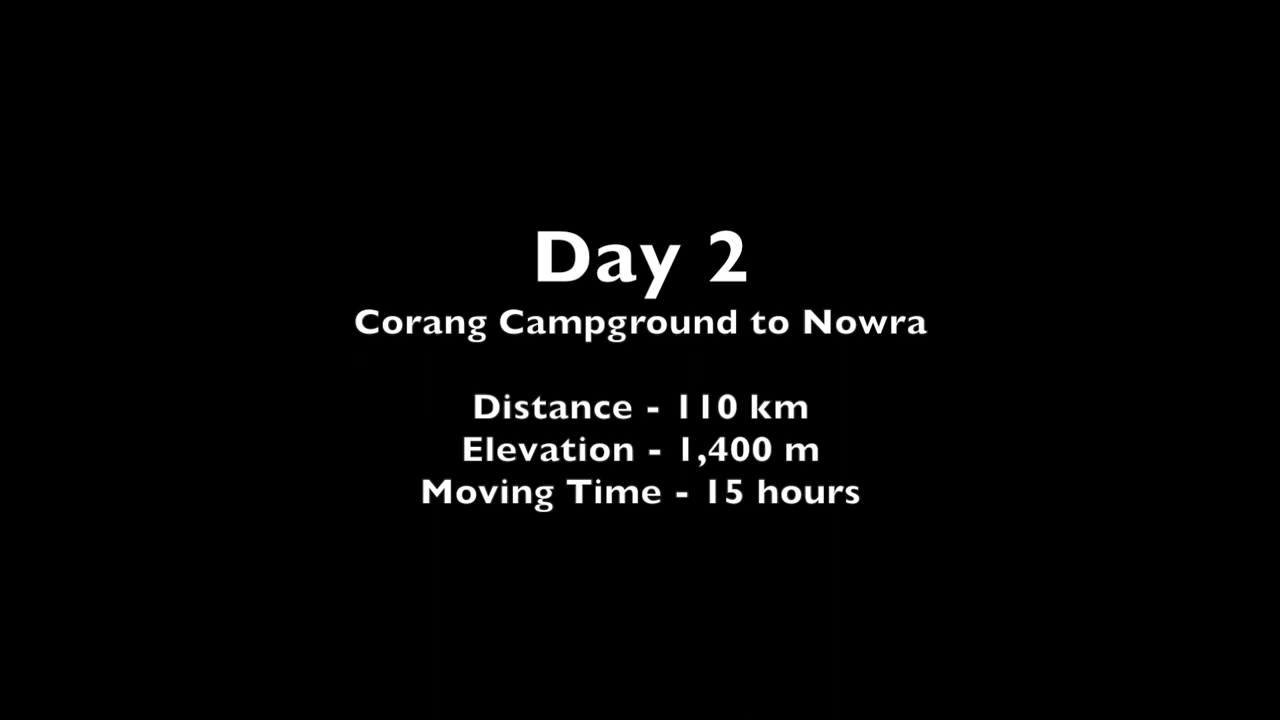 Day 2
Corang Campground to Nowra
Distance - 110 km
Elevation - 1,400 m
Moving Time - 15 hours